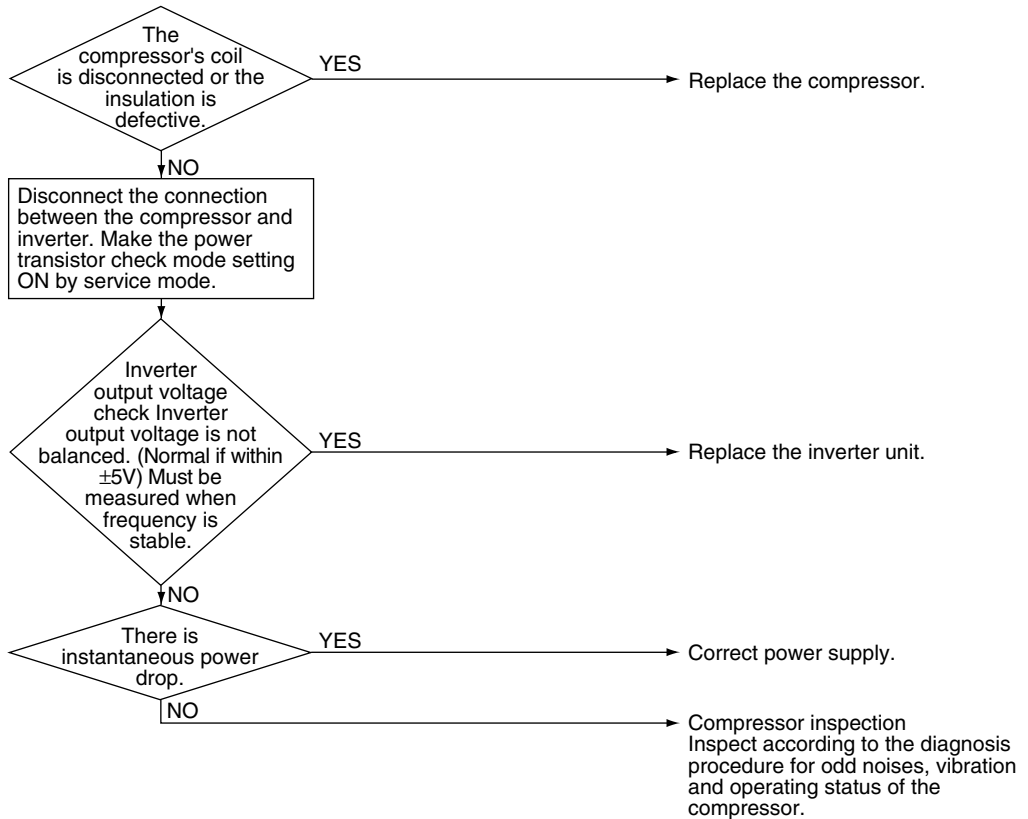 The
compressor's coil
is disconnected or the
insulation is
defective.
YES
Replace the compressor.
NO
Disconnect the connection
between the compressor and
inverter. Make the power
transistor check mode setting
ON by service mode.
Inverter
output voltage
check Inverter
output voltage is not
balanced. (Normal if within
±5V) Must be
measured when
frequency is
stable.
YES
Replace the inverter unit.
NO
There is
instantaneous power
drop.
YES
Correct power supply.
NO
Compressor inspection
Inspect according to the diagnosis
procedure for odd noises, vibration
and operating status of the
compressor.